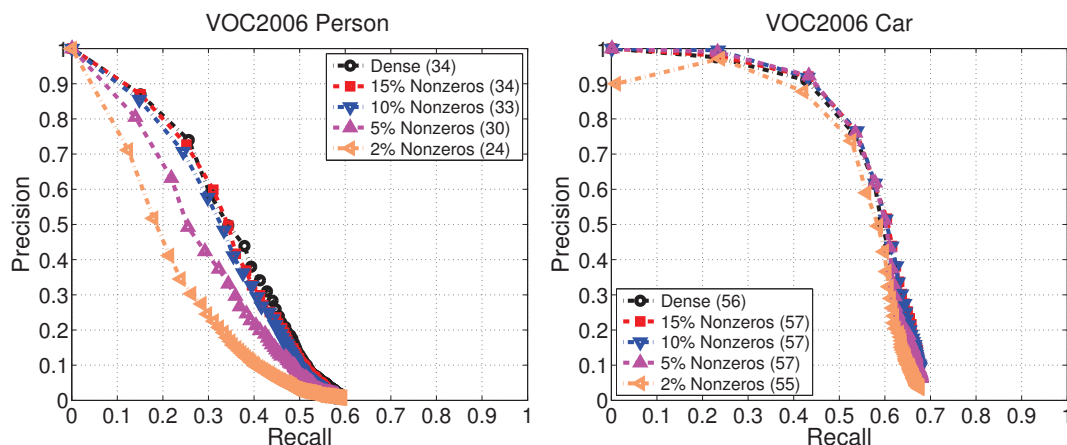 VOC2006 Person
1
0.9
0.8
0.7
0.6
0.5
0.4
0.3
0.2
0.1
0
0 0.1 0.2 0.3 0.4 0.5 0.6 0.7 0.8 0.9 1
Recall
Precision
Dense (34)
15% Nonzeros (34)
10% Nonzeros (33)
5% Nonzeros (30)
2% Nonzeros (24)
VOC2006 Car
1
0.9
0.8
0.7
0.6
0.5
0.4
0.3
0.2
0.1
0
0 0.1 0.2 0.3 0.4 0.5 0.6 0.7 0.8 0.9 1
Recall
Precision
Dense (56)
15% Nonzeros (57)
10% Nonzeros (57)
5% Nonzeros (57)
2% Nonzeros (55)